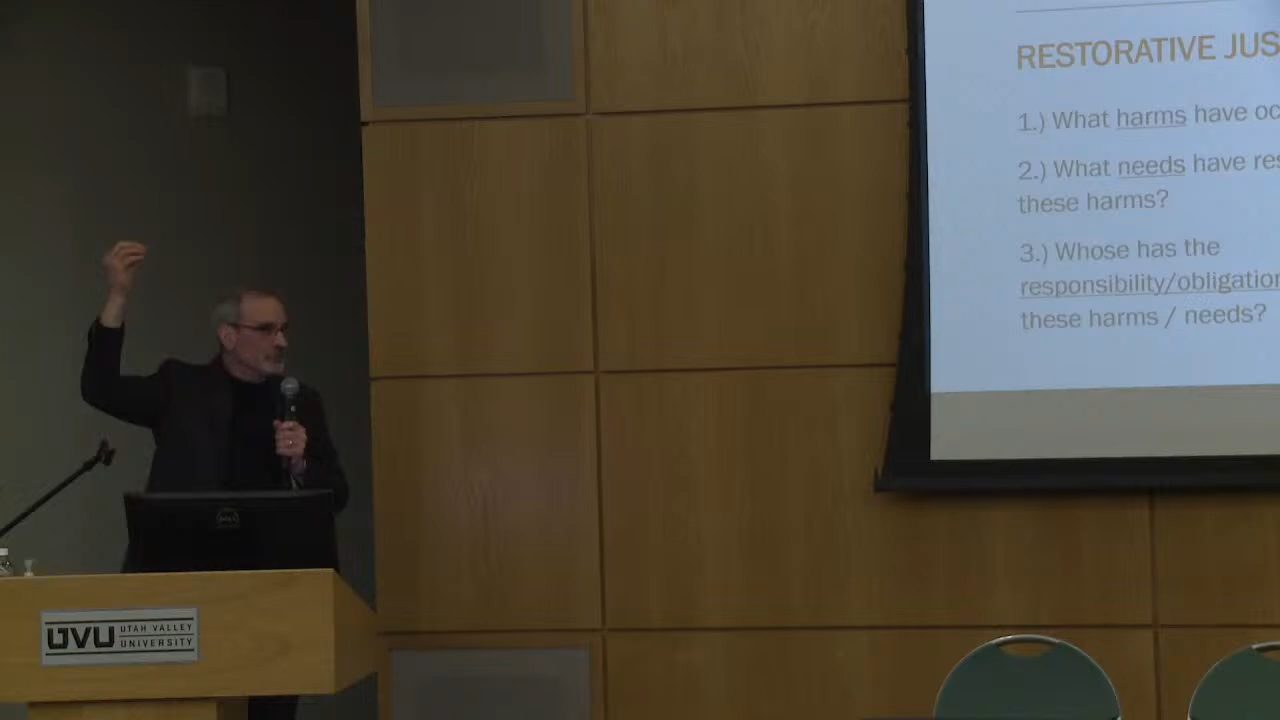 RESTORATIVE JUS
1.) What harms have oc
2.) What needs have res
these harms?
3.) Whose has the
responsibility/obligation
these harms / needs?
DELL
UVU UTAH VALLEY
UNIVERSITY